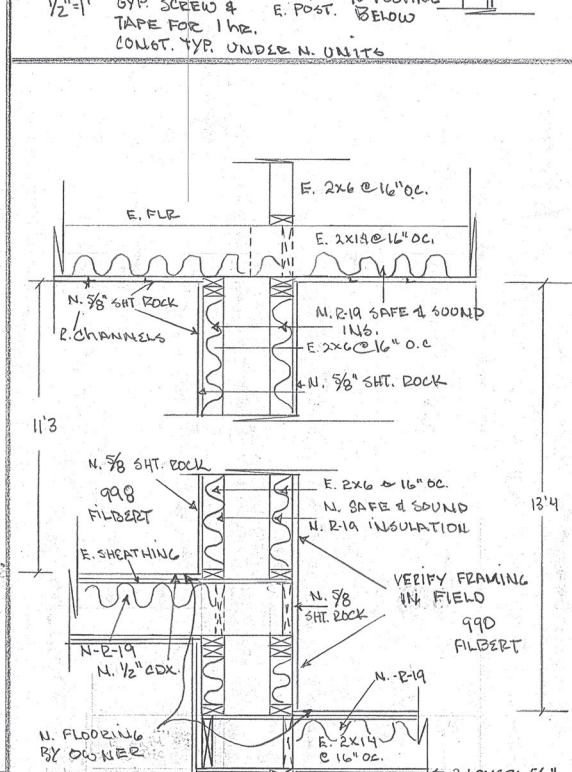 1/2"=1'
GYP. SCREW &
TAPE FOR 1 hr.
CONST. TYP. UNDER N. UNITS
E. POST.
BELOW
E. 2X6 @ 16" OC.
E. FLR
E. 2X14 @ 16" OC.
N. 5/8" SHT ROCK
R. CHANNELS
N. R-19 SAFE & SOUND
INS.
E. 2X6 @ 16" O.C
N. 5/8" SHT. ROCK
11'3
13'4
N. 5/8 SHT. ROCK
998
FILBERT
E. 2X6 @ 16" OC.
N. SAFE & SOUND
N. R-19 INSULATION
E. SHEATHING
N. 5/8
SHT. ROCK
VERIFY FRAMING
IN FIELD
990
FILBERT
N-R-19
N. 1/2" CDX.
N. -R-19
N. FLOORING
BY OWNER
E. 2X14
@ 16" OC.